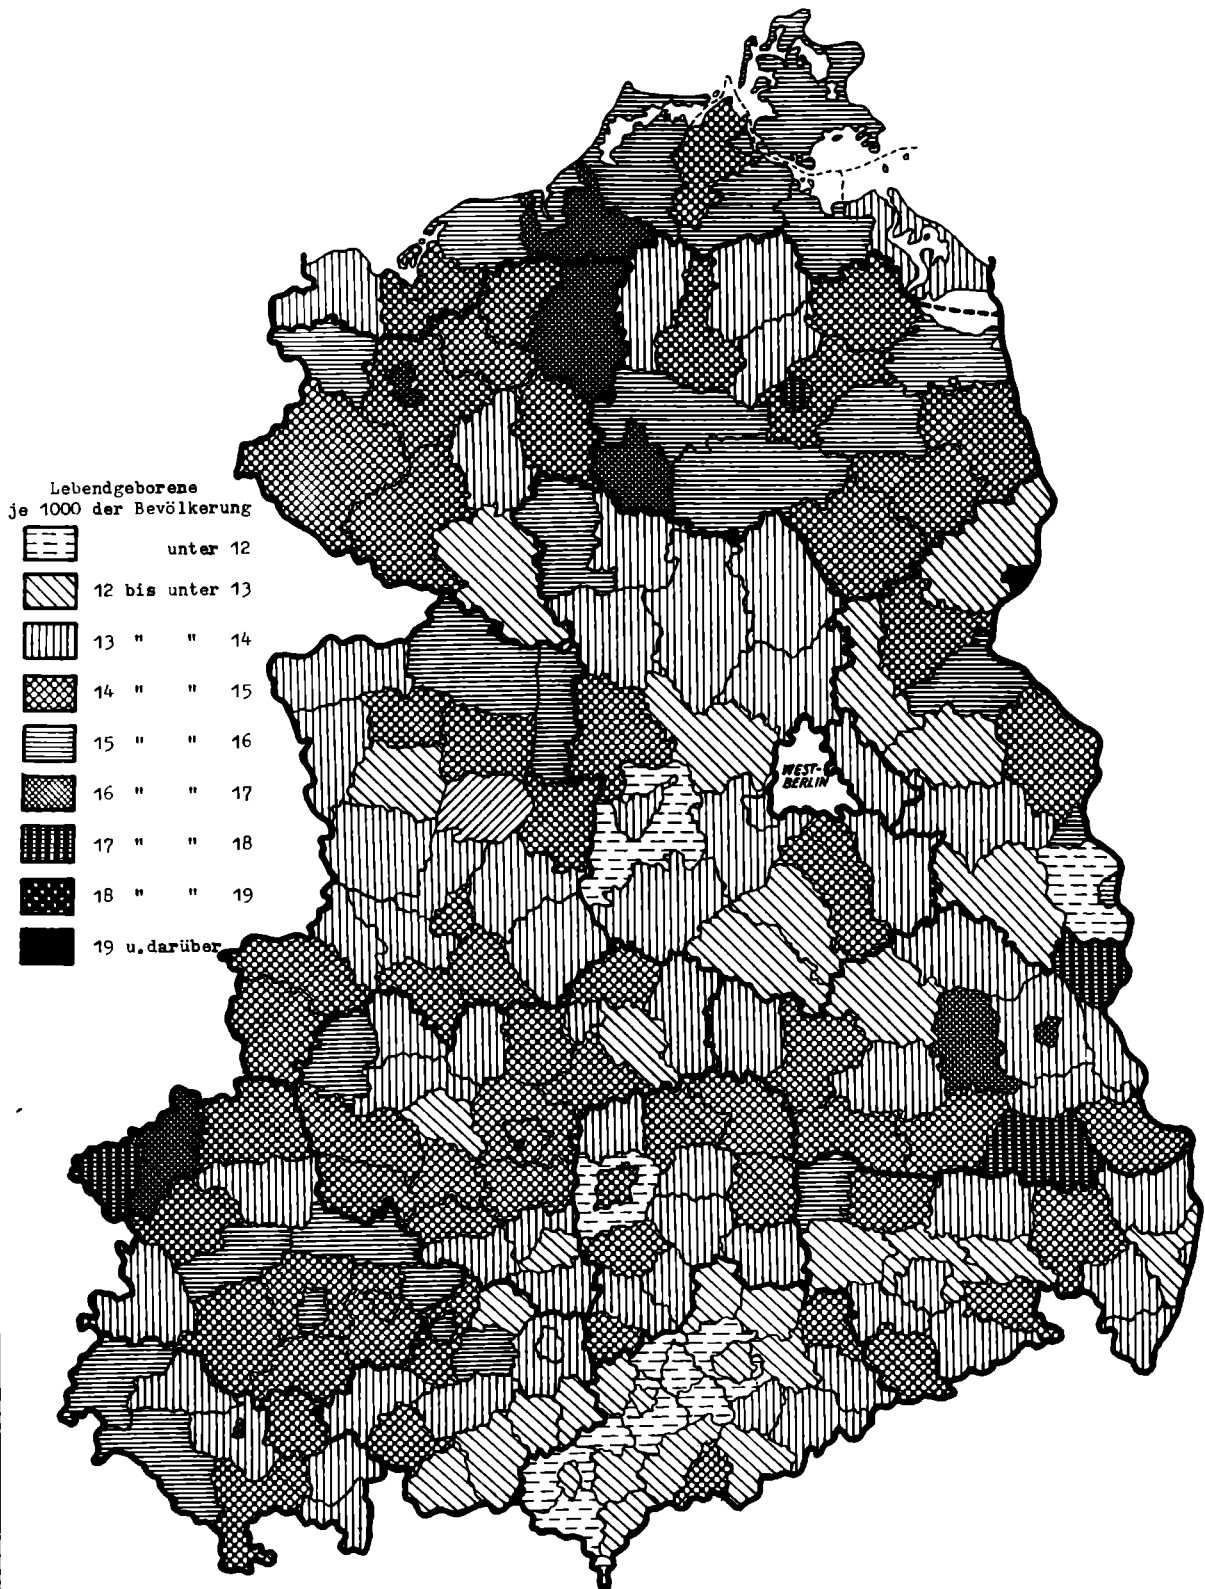 Lebendgeborene
je 1000 der Bevölkerung
unter 12
12 bis unter 13
13 " " 14
14 " " 15
15 " " 16
16 " " 17
17 " " 18
18 " " 19
19 u.darüber
WEST-
BERLIN